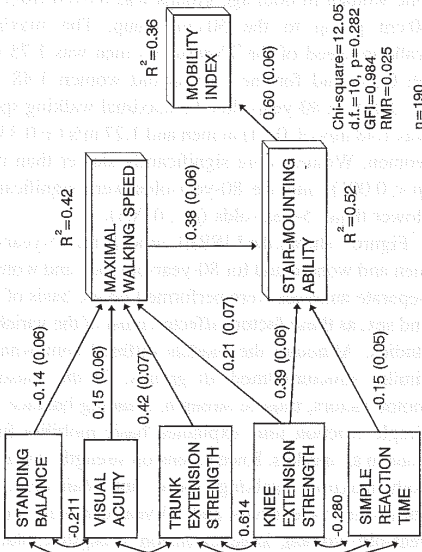 STANDING
BALANCE
-0.211
VISUAL
ACUITY
TRUNK
EXTENSION
STRENGTH
0.614
KNEE
EXTENSION
STRENGTH
-0.280
SIMPLE
REACTION
TIME
-0.14 (0.06)
0.15 (0.06)
0.42 (0.07)
0.21 (0.07)
0.39 (0.06)
-0.15 (0.05)
R²=0.42
MAXIMAL
WALKING SPEED
0.38 (0.06)
STAIR-MOUNTING
ABILITY
R²=0.52
0.60 (0.06)
R²=0.36
MOBILITY
INDEX
Chi-square=12.05
d.f.=10, p=0.282
GFI=0.984
RMR=0.025
n=190